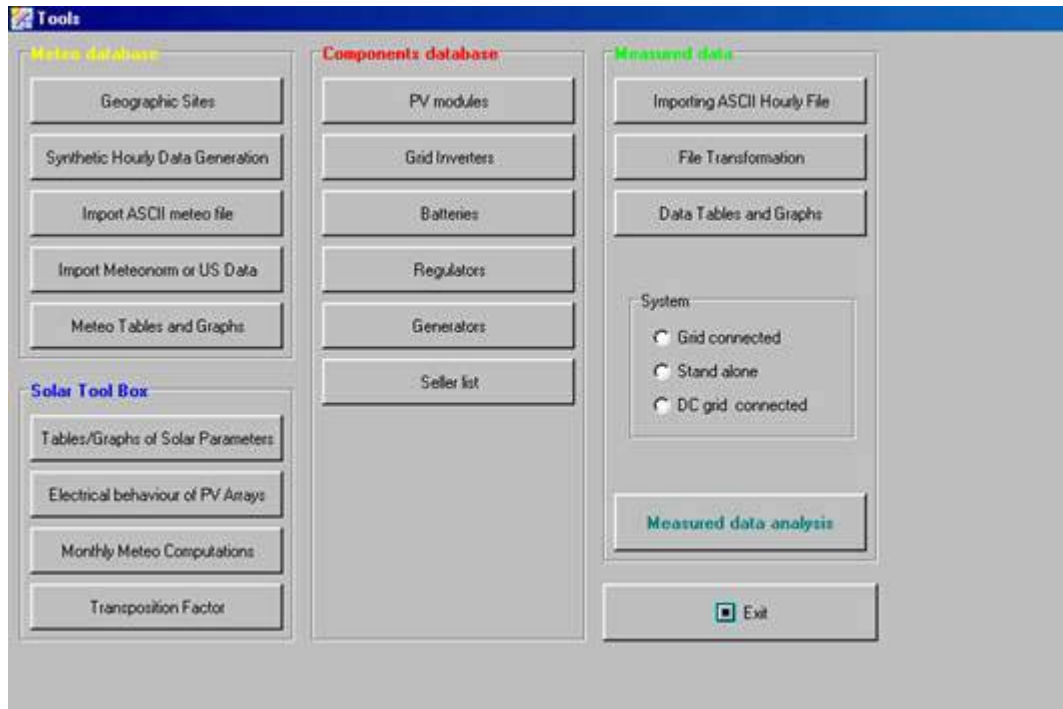 Tools
Meteo database
Geographic Sites
Synthetic Hourly Data Generation
Import ASCII meteo file
Import Meteonorm or US Data
Meteo Tables and Graphs
Solar Tool Box
Tables/Graphs of Solar Parameters
Electrical behaviour of PV Arrays
Monthly Meteo Computations
Transposition Factor
Components database
PV modules
Grid Inverters
Batteries
Regulators
Generators
Seller list
Measured data
Importing ASCII Hourly File
File Transformation
Data Tables and Graphs
System
Grid connected
Stand alone
DC grid connected
Measured data analysis
Exit